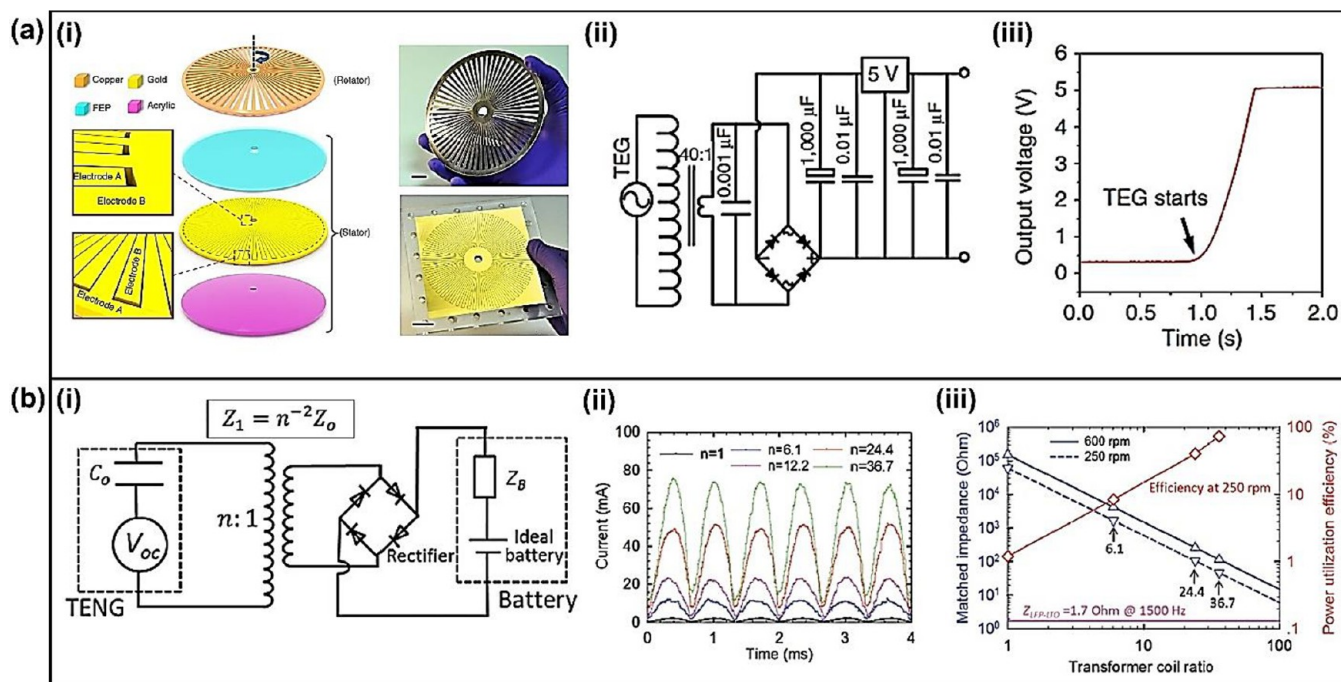 (a)
(i)
Copper
Gold
FEP
Acrylic
{Rotator}
Electrode A
Electrode B
Electrode B
Electrode A
{Stator}
(ii)
TEG
40:1
0.001 µF
1,000 µF
0.01 µF
5 V
1,000 µF
0.01 µF
(iii)
Output voltage (V)
6
5
4
3
2
1
0
TEG starts
0.0
0.5
1.0
1.5
2.0
Time (s)
(b)
(i)
Z₁ = n⁻²Zₒ
Cₒ
V_OC
TENG
n: 1
Rectifier
Z_B
Ideal
battery
Battery
(ii)
Current (mA)
100
80
60
40
20
0
n=1
n=6.1
n=24.4
n=12.2
n=36.7
0
1
2
3
4
Time (ms)
(iii)
Matched impedance (Ohm)
10⁶
10⁵
10⁴
10³
10²
10¹
10⁰
600 rpm
250 rpm
Efficiency at 250 rpm
6.1
24.4
36.7
Z_LFP-LTO =1.7 Ohm @ 1500 Hz
100
10
1
.1
Power utilization efficiency (%)
1
10
100
Transformer coil ratio